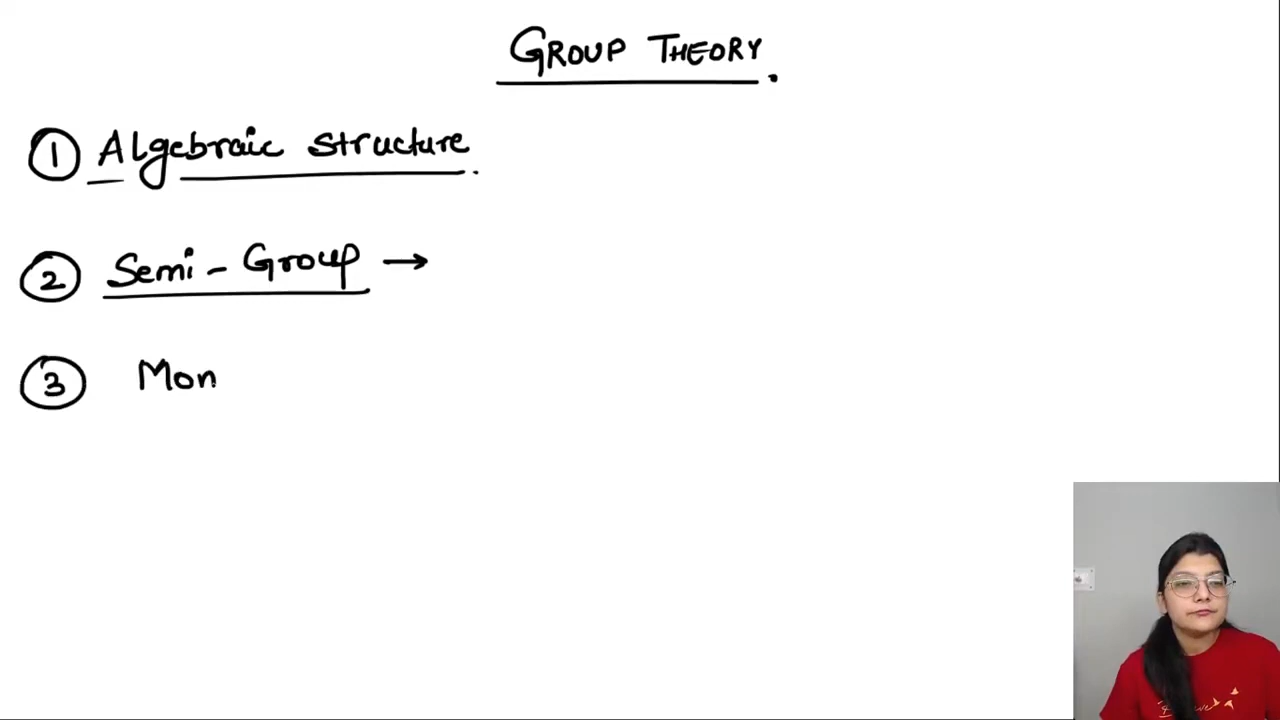 GROUP THEORY.
① Algebraic structure.
② Semi-Group →
③ Mon